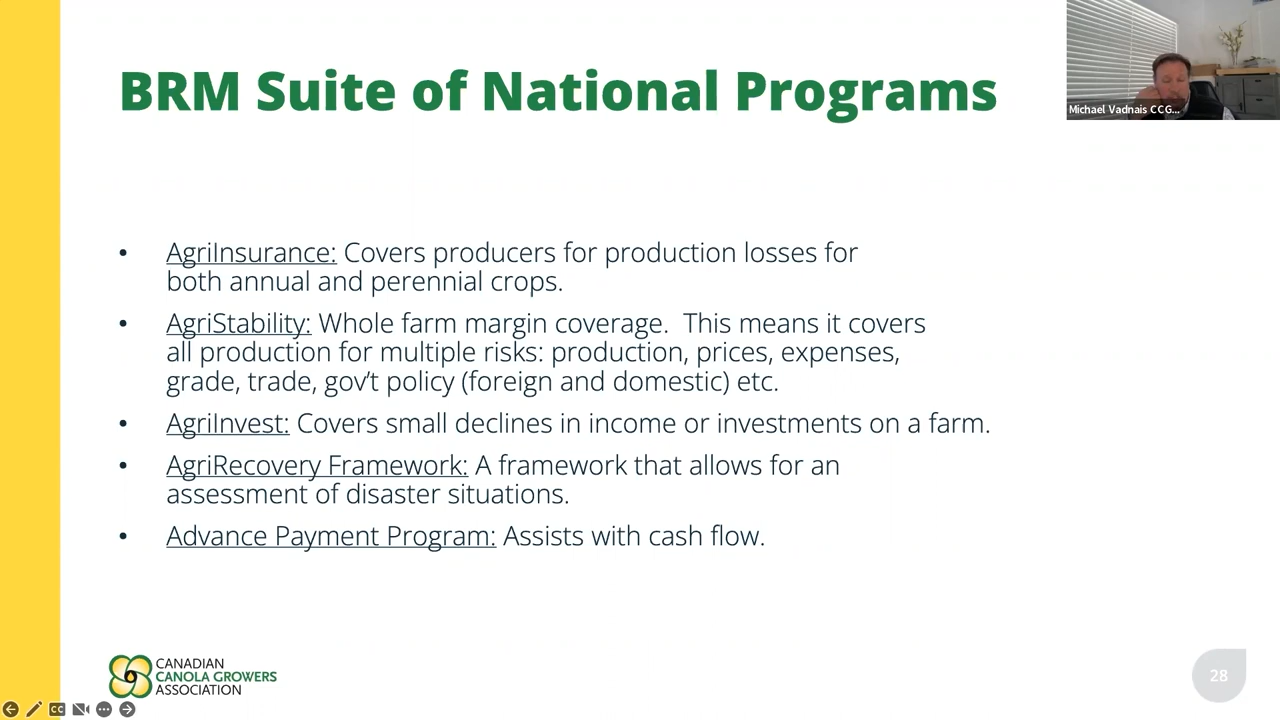 BRM Suite of National Programs
Michael Vadnais CCG...
• AgriInsurance: Covers producers for production losses for
both annual and perennial crops.
• AgriStability: Whole farm margin coverage.  This means it covers
all production for multiple risks: production, prices, expenses,
grade, trade, gov’t policy (foreign and domestic) etc.
• AgriInvest: Covers small declines in income or investments on a farm.
• AgriRecovery Framework: A framework that allows for an
assessment of disaster situations.
• Advance Payment Program: Assists with cash flow.
CANADIAN
CANOLA GROWERS
ASSOCIATION
28
CC